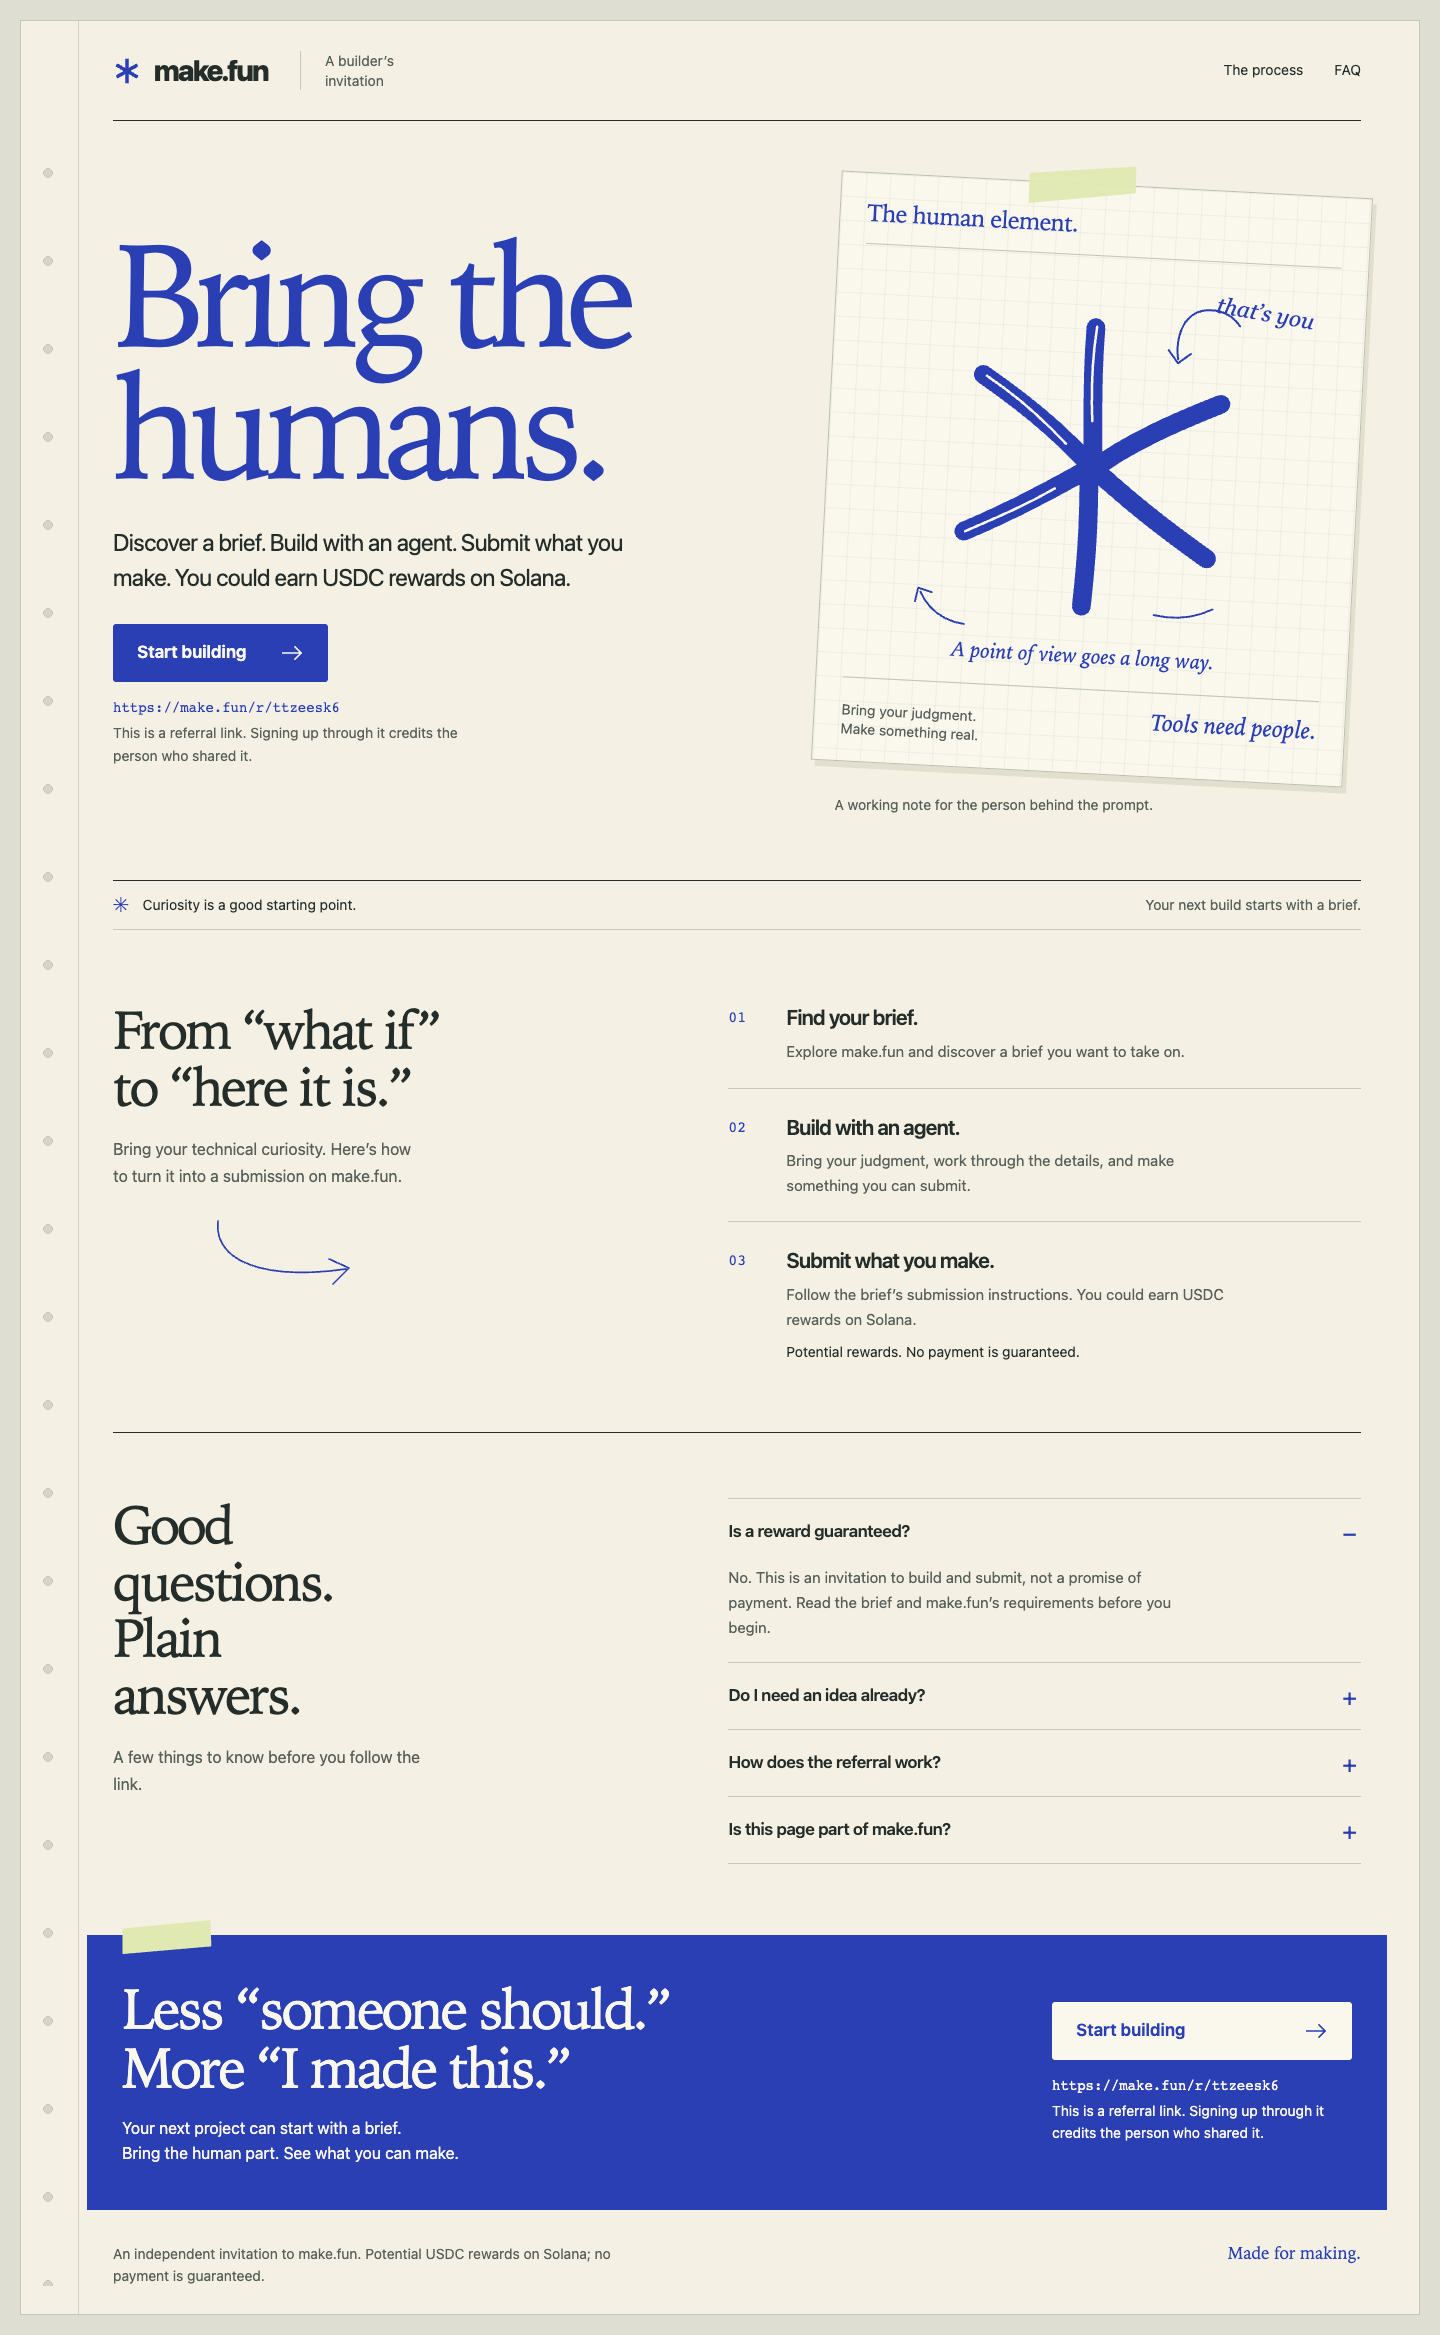 make.fun
A builder’s
invitation
The process
FAQ
Bring the
humans.
Discover a brief. Build with an agent. Submit what you
make. You could earn USDC rewards on Solana.
Start building
https://make.fun/r/ttzeesk6
This is a referral link. Signing up through it credits the
person who shared it.
The human element.
that’s you
A point of view goes a long way.
Bring your judgment.
Make something real.
Tools need people.
A working note for the person behind the prompt.
Curiosity is a good starting point.
Your next build starts with a brief.
From “what if”
to “here it is.”
Bring your technical curiosity. Here’s how
to turn it into a submission on make.fun.
01
Find your brief.
Explore make.fun and discover a brief you want to take on.
02
Build with an agent.
Bring your judgment, work through the details, and make
something you can submit.
03
Submit what you make.
Follow the brief’s submission instructions. You could earn USDC
rewards on Solana.
Potential rewards. No payment is guaranteed.
Good
questions.
Plain
answers.
A few things to know before you follow the
link.
Is a reward guaranteed?
No. This is an invitation to build and submit, not a promise of
payment. Read the brief and make.fun’s requirements before you
begin.
Do I need an idea already?
How does the referral work?
Is this page part of make.fun?
Less “someone should.”
More “I made this.”
Your next project can start with a brief.
Bring the human part. See what you can make.
Start building
https://make.fun/r/ttzeesk6
This is a referral link. Signing up through it
credits the person who shared it.
An independent invitation to make.fun. Potential USDC rewards on Solana; no
payment is guaranteed.
Made for making.